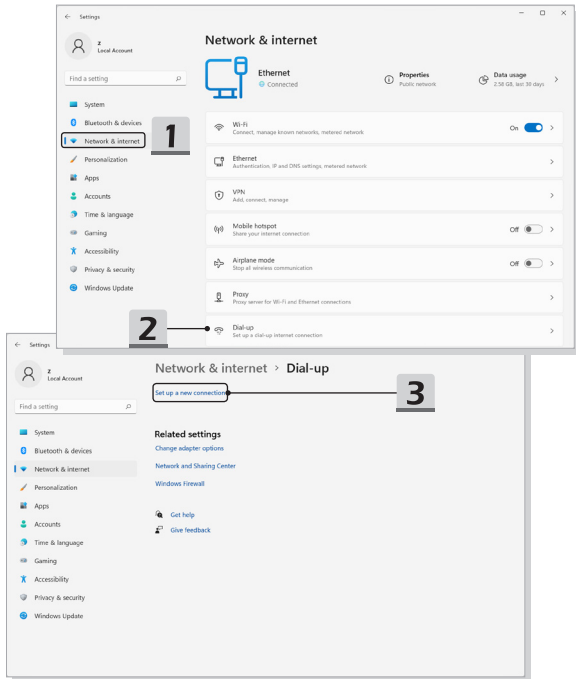 Settings
z
Local Account
Find a setting
System
Bluetooth & devices
Network & internet
Personalization
Apps
Accounts
Time & language
Gaming
Accessibility
Privacy & security
Windows Update
1
Network & internet
Ethernet
Connected
Properties
Public network
Data usage
2.58 GB, last 30 days
Wi-Fi
Connect, manage known networks, metered network
On
Ethernet
Authentication, IP and DNS settings, metered network
VPN
Add, connect, manage
Mobile hotspot
Share your internet connection
Off
Airplane mode
Stop all wireless communication
Off
Proxy
Proxy server for Wi-Fi and Ethernet connections
2
Dial-up
Set up a dial-up internet connection
Settings
z
Local Account
Find a setting
System
Bluetooth & devices
Network & internet
Personalization
Apps
Accounts
Time & language
Gaming
Accessibility
Privacy & security
Windows Update
Network & internet > Dial-up
Set up a new connection
3
Related settings
Change adapter options
Network and Sharing Center
Windows Firewall
Get help
Give feedback